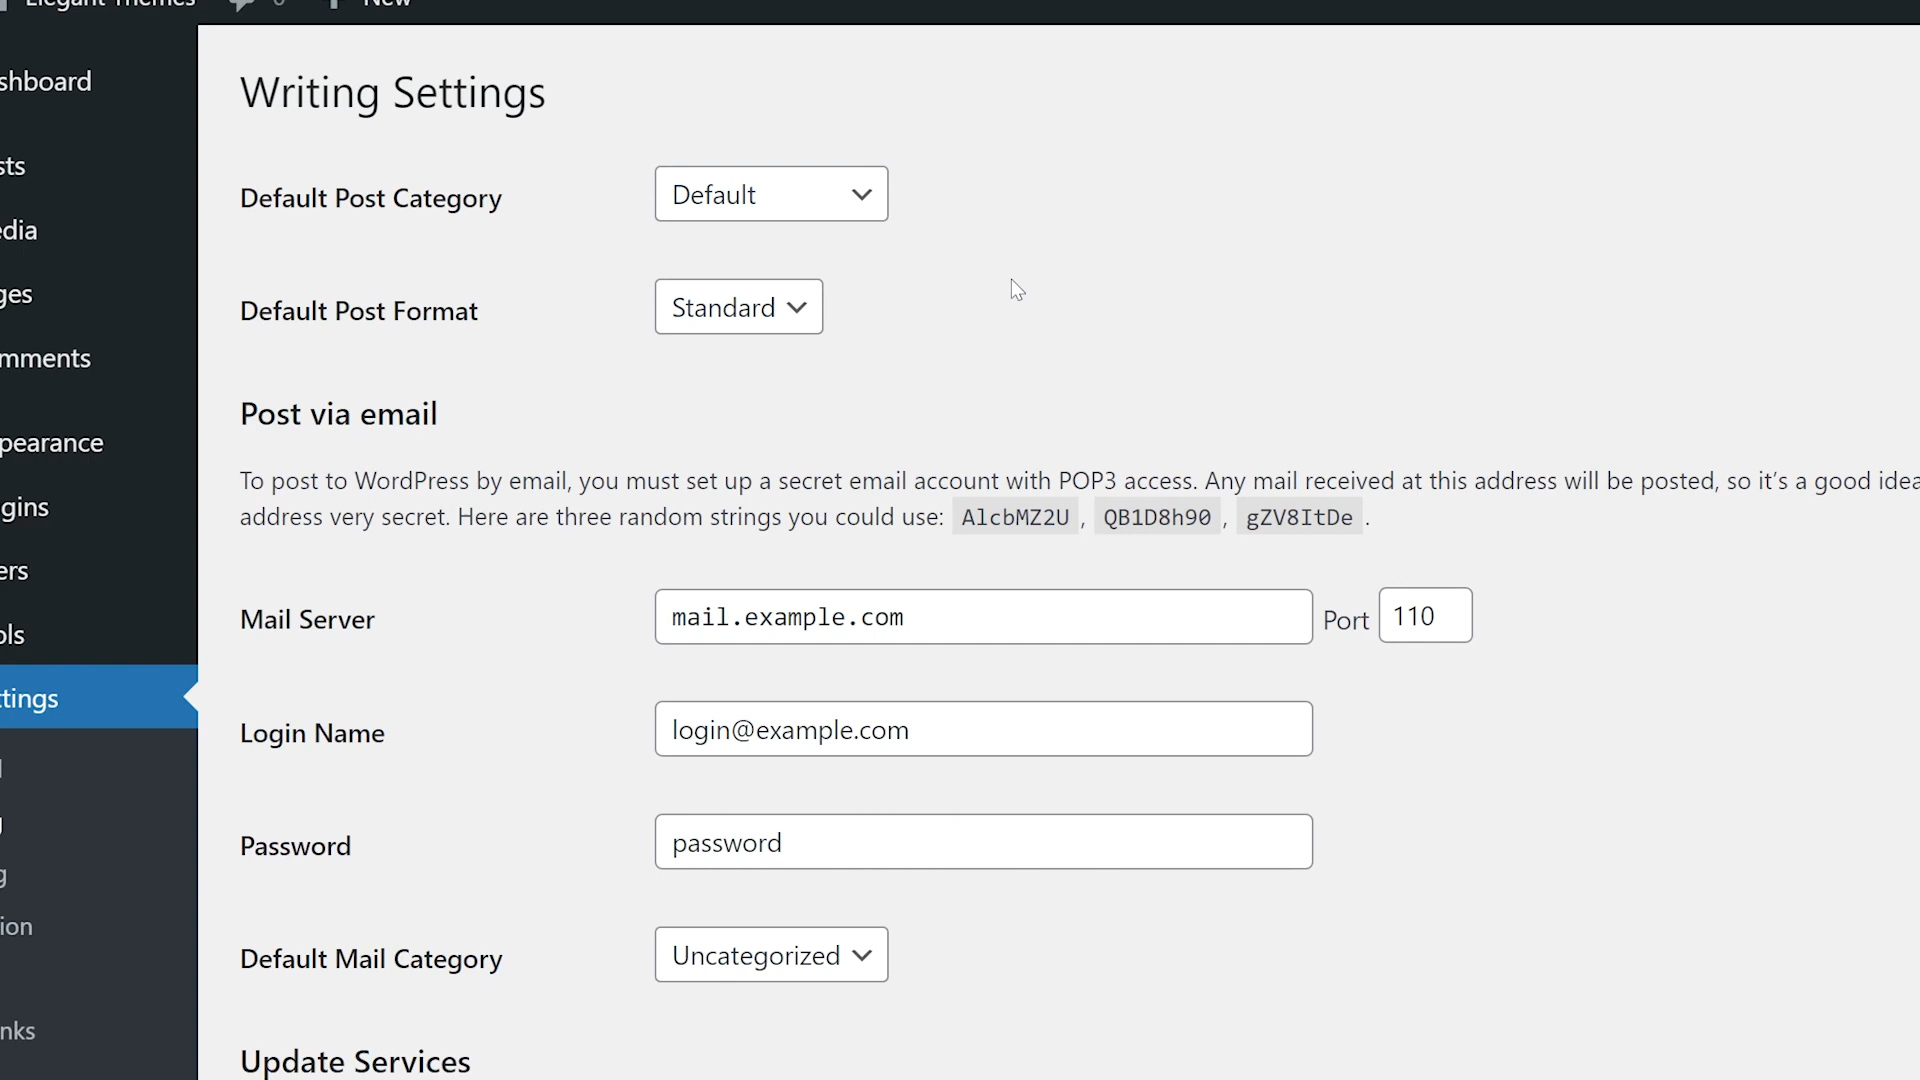 Elegant Themes 0 New
shboard
sts
edia
ges
mments
pearance
gins
ers
ols
ttings
g
ion
nks
Writing Settings
Default Post Category Default
Default Post Format Standard
Post via email
To post to WordPress by email, you must set up a secret email account with POP3 access. Any mail received at this address will be posted, so it's a good idea
address very secret. Here are three random strings you could use: AlcbMZ2U , QB1D8h90 , gZV8ItDe .
Mail Server mail.example.com Port 110
Login Name login@example.com
Password password
Default Mail Category Uncategorized
Update Services